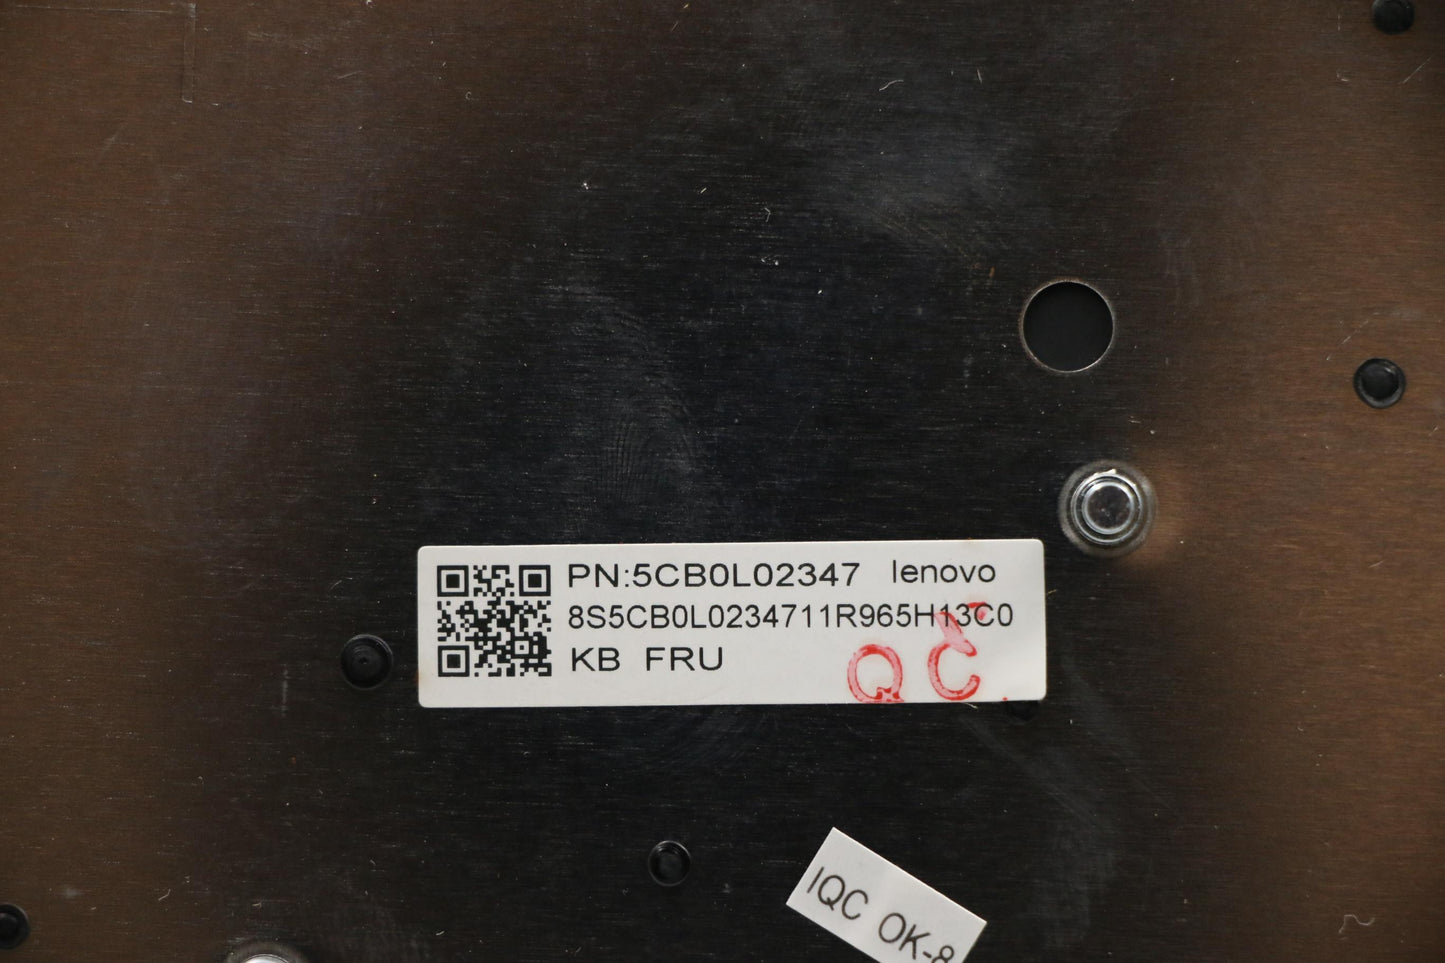 PN:5CB0L02347 lenovo
8S5CB0L0234711R965H13C0
KB FRU
QC
IQC OK-8